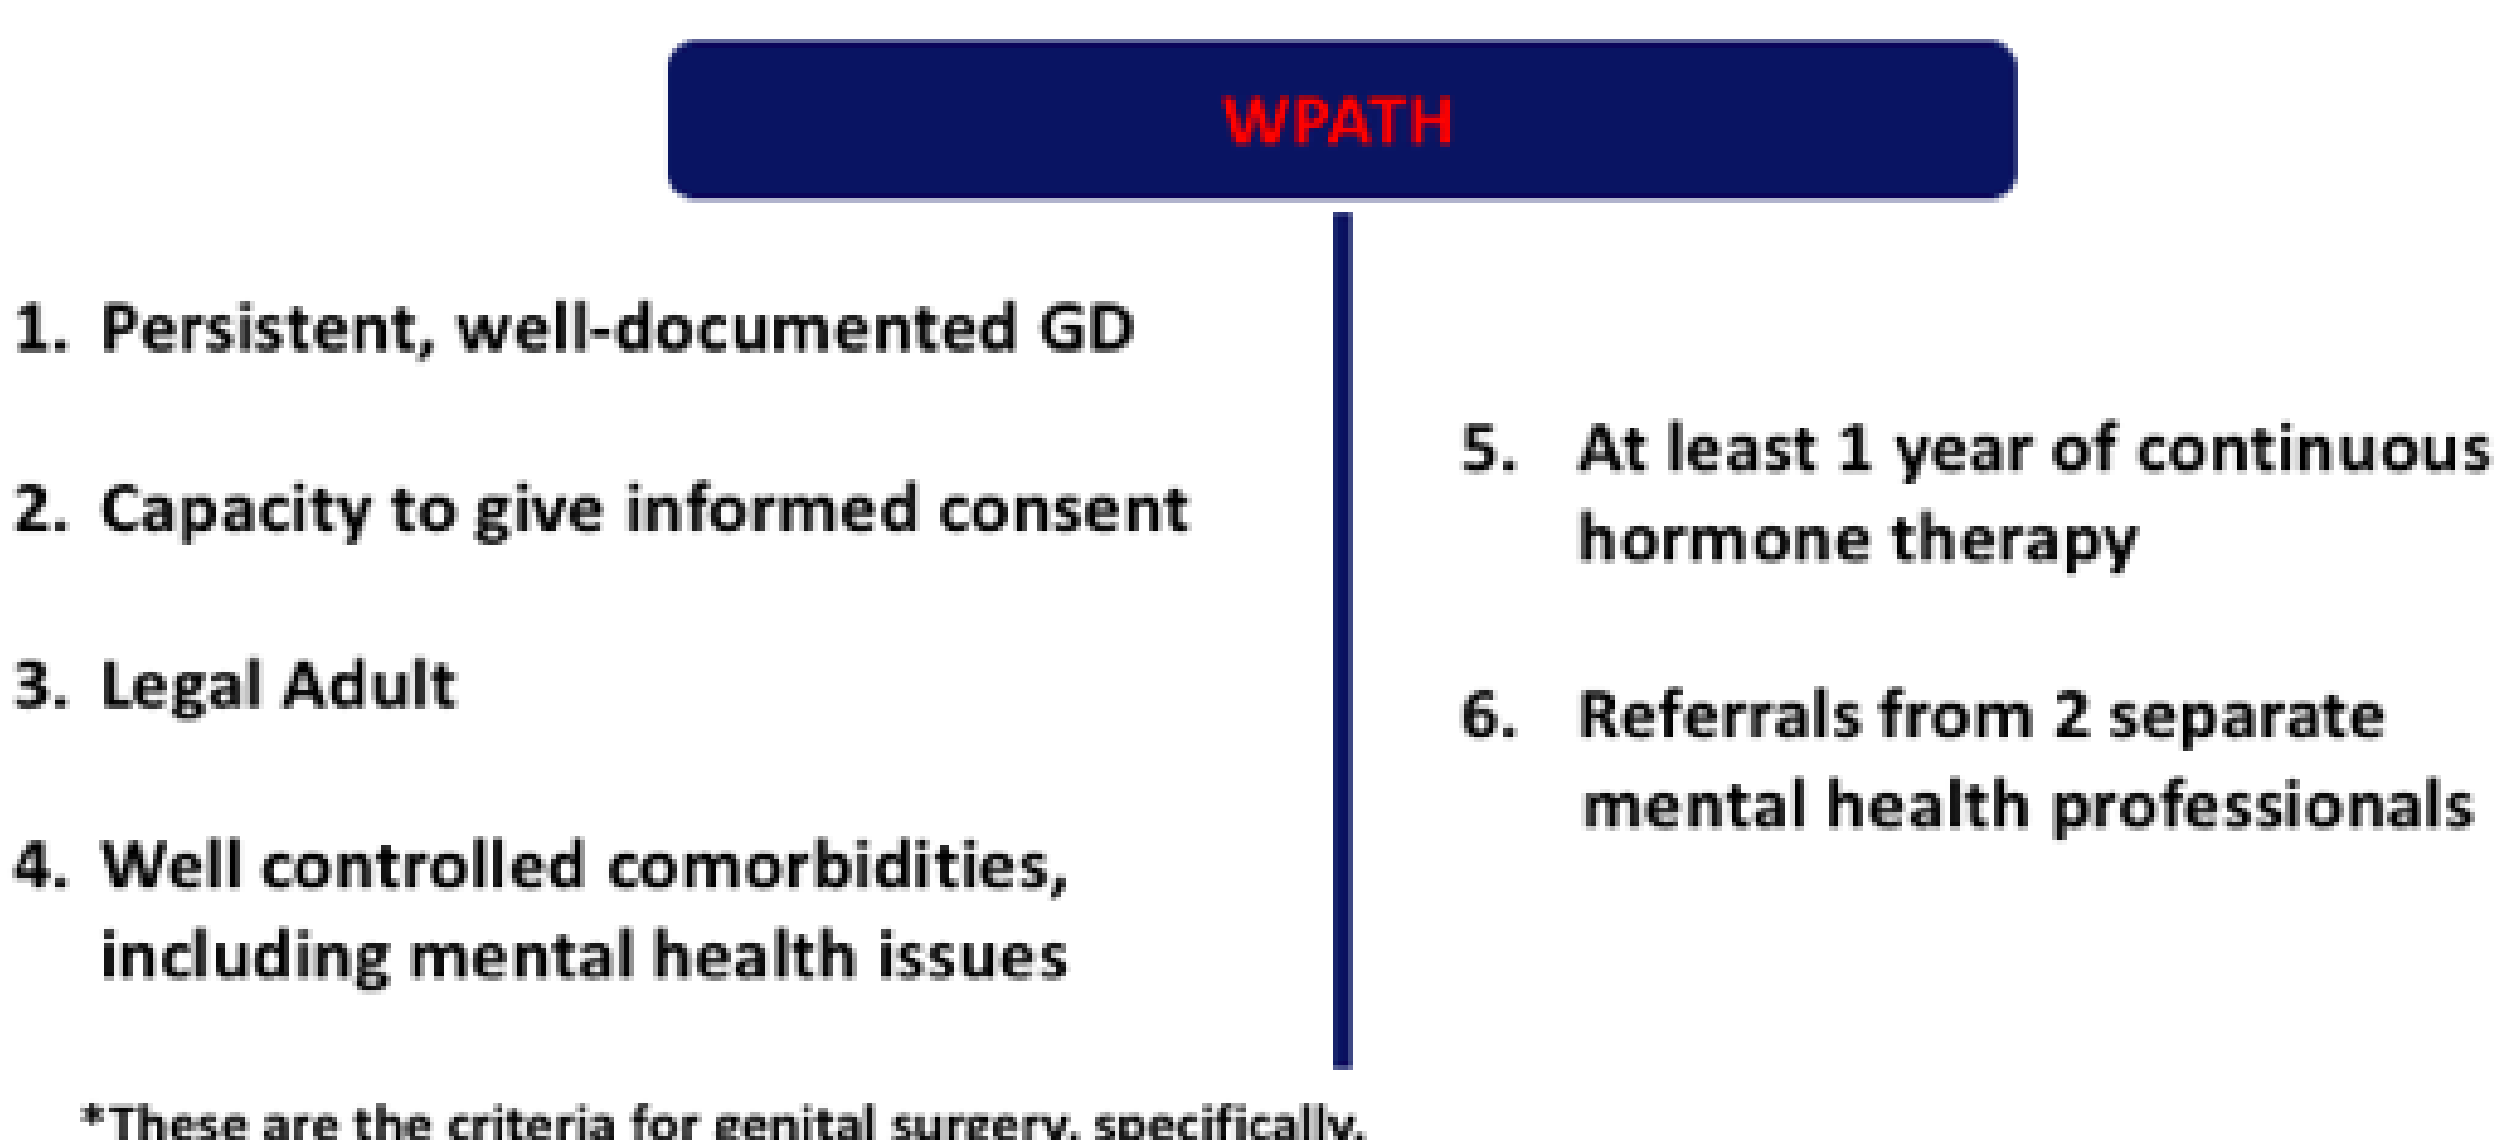 WPATH
1. Persistent, well-documented GD
2. Capacity to give informed consent
3. Legal Adult
4. Well controlled comorbidities,
including mental health issues
5. At least 1 year of continuous
hormone therapy
6. Referrals from 2 separate
mental health professionals
*These are the criteria for genital surgery, specifically.